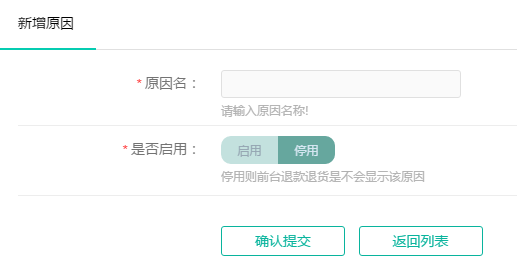 新增原因
* 原因名：
请输入原因名称!
* 是否启用： 启用 停用
停用则前台退款退货是不会显示该原因
确认提交 返回列表